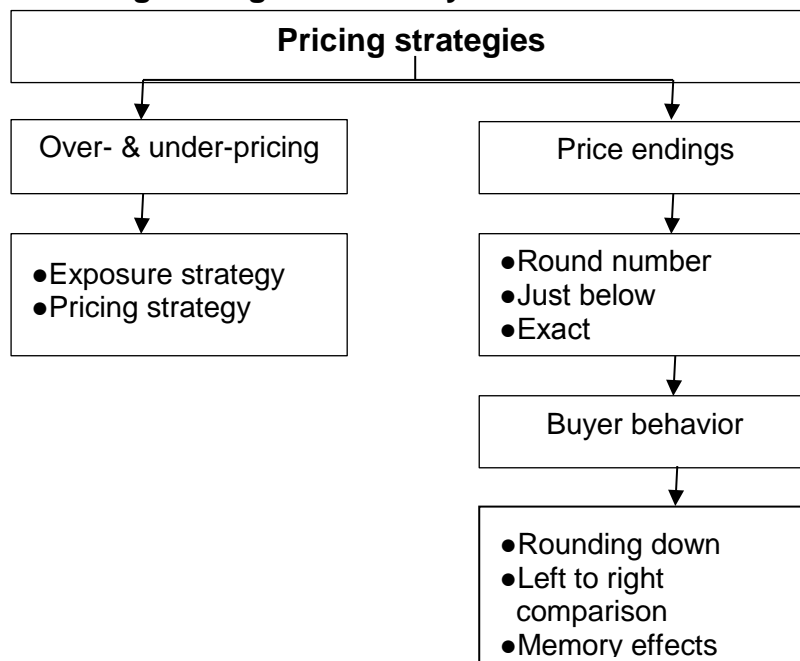 Pricing strategies
Over- & under-pricing
Price endings
●Exposure strategy
●Pricing strategy
●Round number
●Just below
●Exact
Buyer behavior
●Rounding down
●Left to right
comparison
●Memory effects